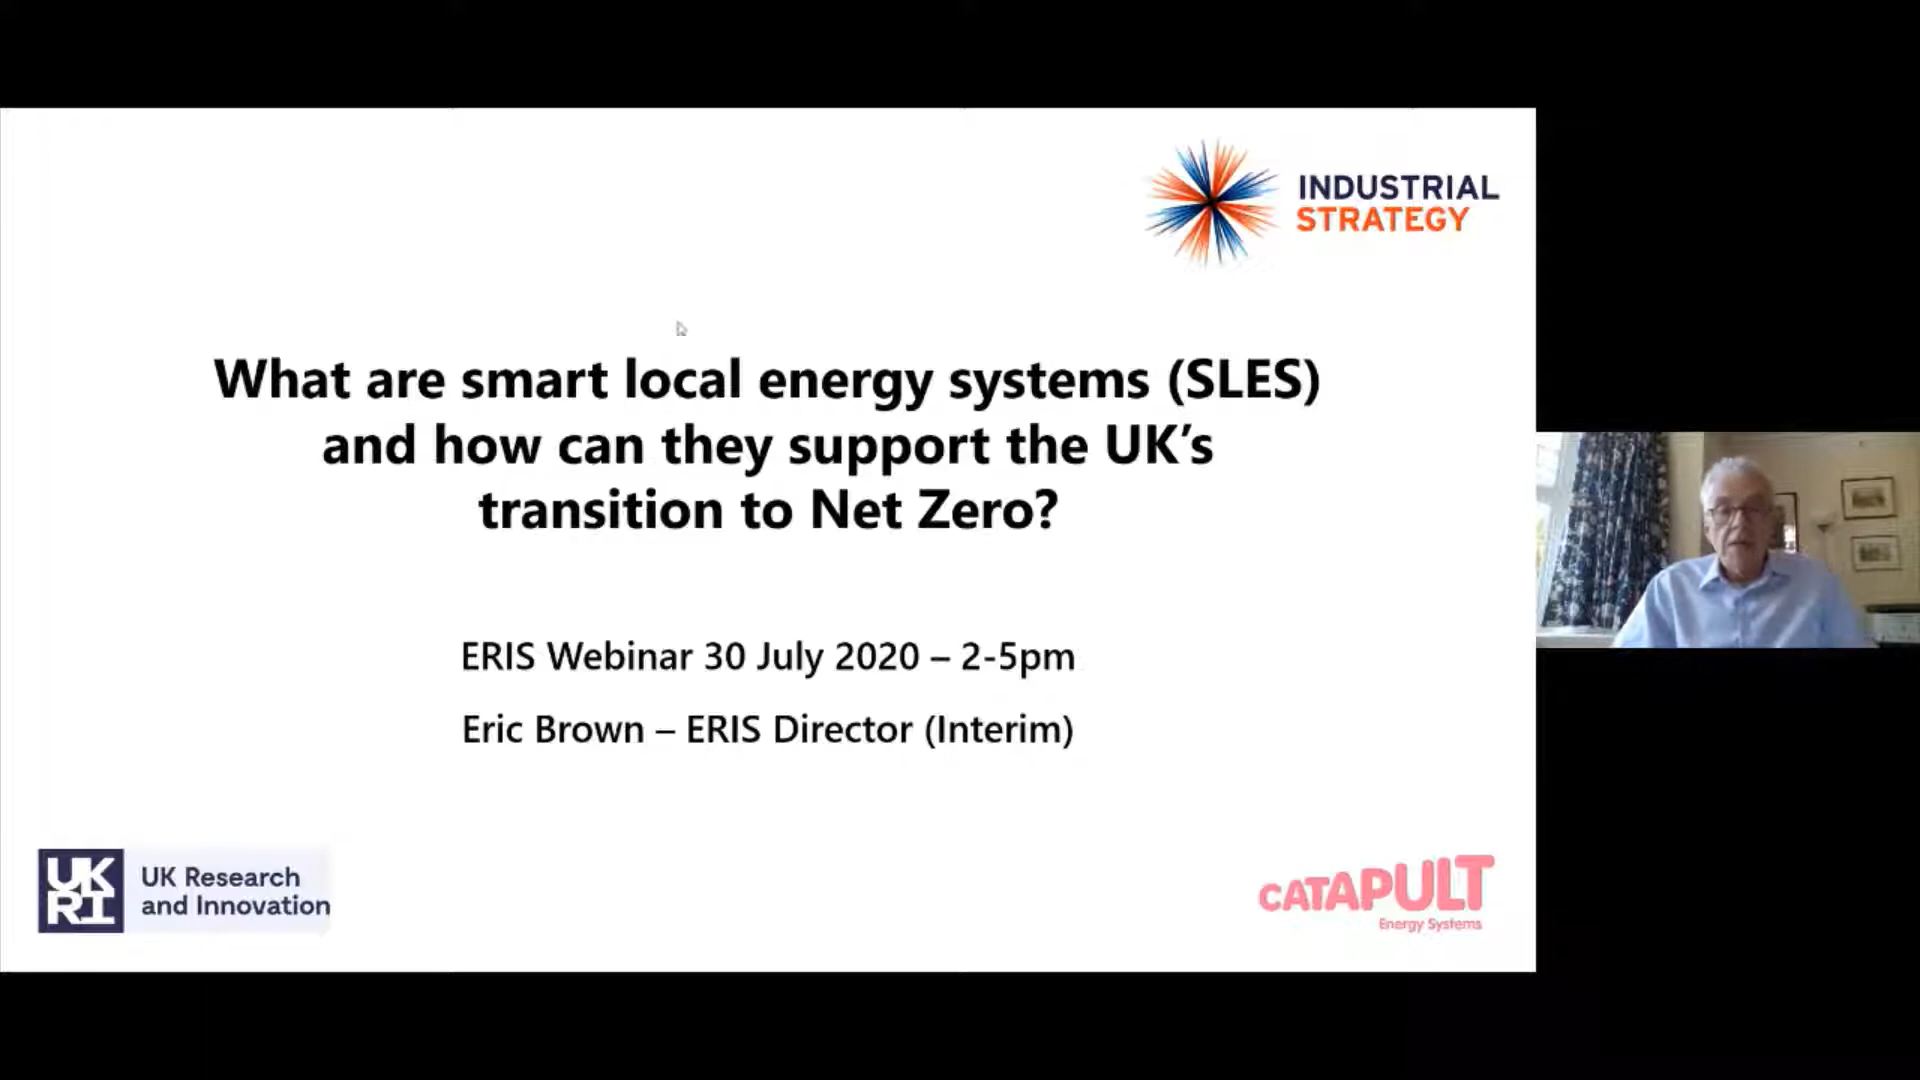 INDUSTRIAL
STRATEGY
What are smart local energy systems (SLES)
and how can they support the UK’s
transition to Net Zero?
ERIS Webinar 30 July 2020 – 2-5pm
Eric Brown – ERIS Director (Interim)
UK
RI
UK Research
and Innovation
CATAPULT
Energy Systems